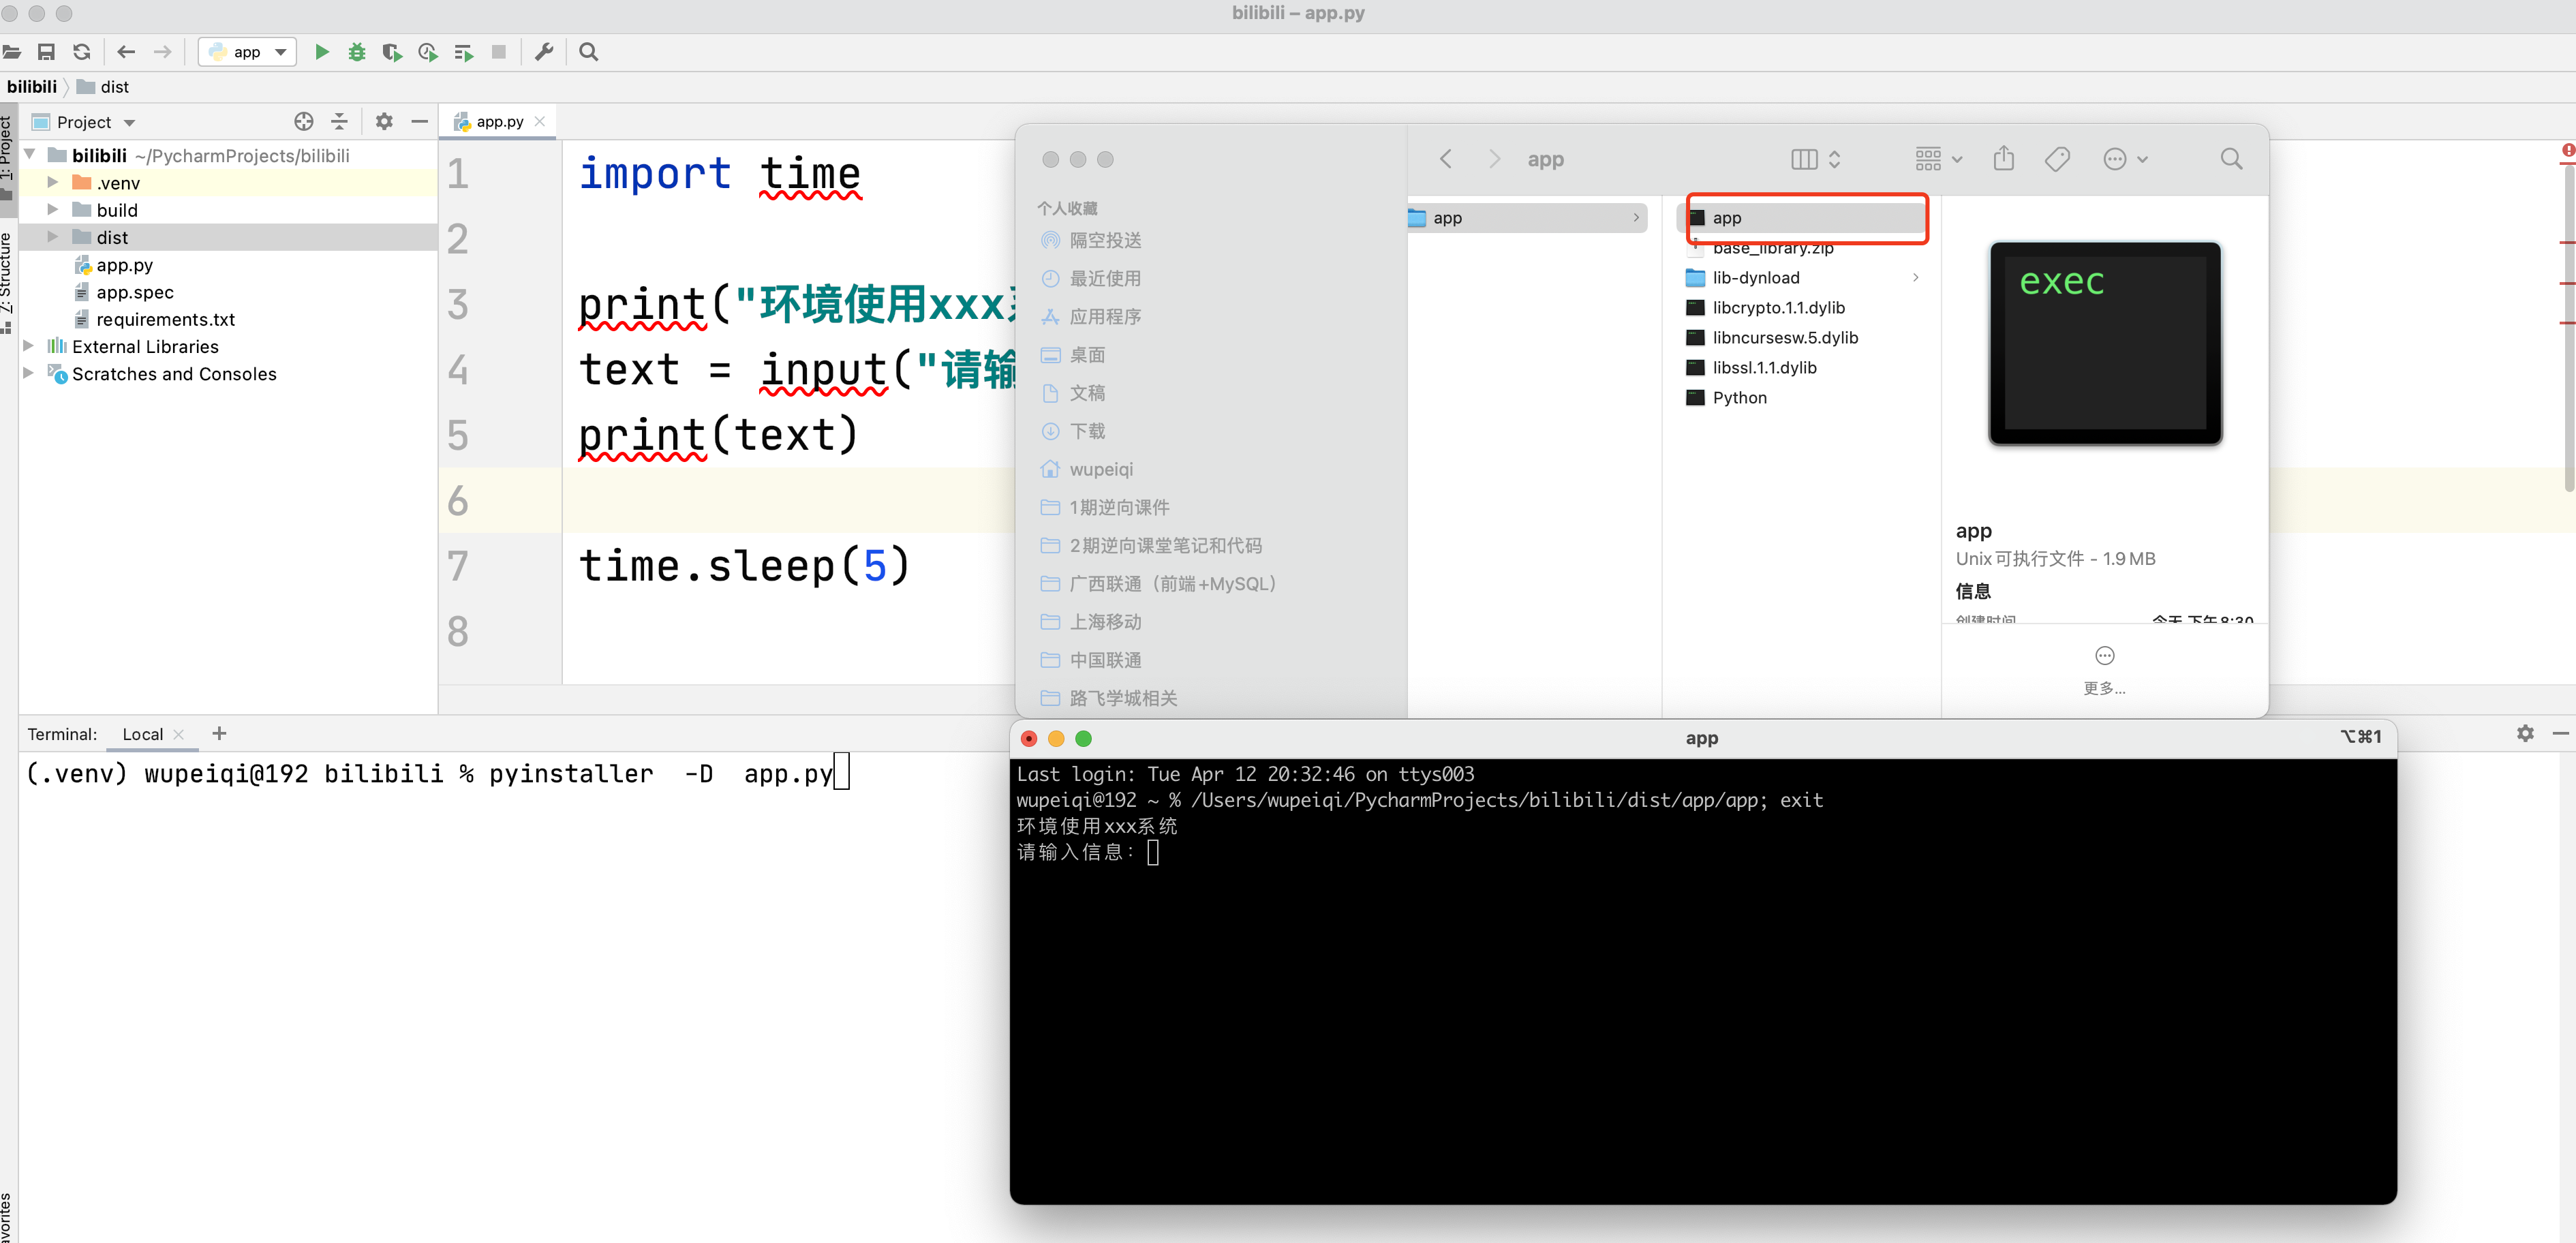 bilibili – app.py
app
bilibili
dist
1: Project
Z: Structure
Project
bilibili ~/PycharmProjects/bilibili
.venv
build
dist
app.py
app.spec
requirements.txt
External Libraries
Scratches and Consoles
app.py
1 import time
2
3 print("环境使用xxx
4 text = input("请输
5 print(text)
6
7 time.sleep(5)
8
app
个人收藏
隔空投送
最近使用
应用程序
桌面
文稿
下载
wupeiqi
1期逆向课件
2期逆向课堂笔记和代码
广西联通（前端+MySQL）
上海移动
中国联通
路飞学城相关
app
app
base_library.zip
lib-dynload
libcrypto.1.1.dylib
libncursesw.5.dylib
libssl.1.1.dylib
Python
exec
app
Unix可执行文件 - 1.9 MB
信息
创建时间 今天 下午8:30
更多...
Terminal: Local
(.venv) wupeiqi@192 bilibili % pyinstaller -D app.py
app
⌥⌘1
Last login: Tue Apr 12 20:32:46 on ttys003
wupeiqi@192 ~ % /Users/wupeiqi/PycharmProjects/bilibili/dist/app/app; exit
环境使用xxx系统
请输入信息：